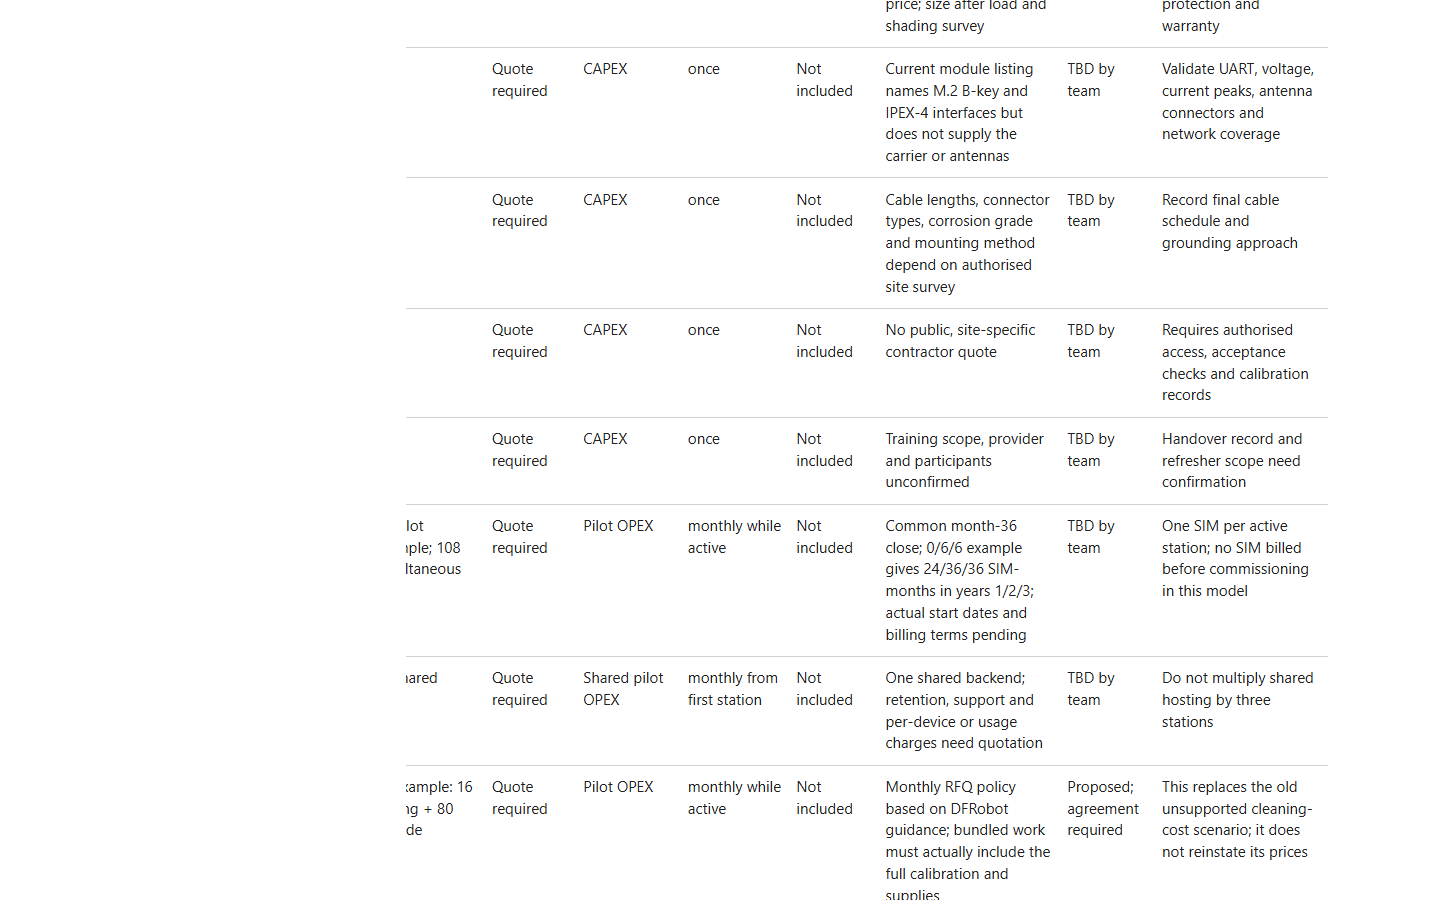 price; size after load and
shading survey
protection and
warranty
Quote
required
CAPEX
once
Not
included
Current module listing
names M.2 B-key and
IPEX-4 interfaces but
does not supply the
carrier or antennas
TBD by
team
Validate UART, voltage,
current peaks, antenna
connectors and
network coverage
Quote
required
CAPEX
once
Not
included
Cable lengths, connector
types, corrosion grade
and mounting method
depend on authorised
site survey
TBD by
team
Record final cable
schedule and
grounding approach
Quote
required
CAPEX
once
Not
included
No public, site-specific
contractor quote
TBD by
team
Requires authorised
access, acceptance
checks and calibration
records
Quote
required
CAPEX
once
Not
included
Training scope, provider
and participants
unconfirmed
TBD by
team
Handover record and
refresher scope need
confirmation
lot
ple; 108
ltaneous
Quote
required
Pilot OPEX
monthly while
active
Not
included
Common month-36
close; 0/6/6 example
gives 24/36/36 SIM-
months in years 1/2/3;
actual start dates and
billing terms pending
TBD by
team
One SIM per active
station; no SIM billed
before commissioning
in this model
ared
Quote
required
Shared pilot
OPEX
monthly from
first station
Not
included
One shared backend;
retention, support and
per-device or usage
charges need quotation
TBD by
team
Do not multiply shared
hosting by three
stations
ample: 16
ng + 80
de
Quote
required
Pilot OPEX
monthly while
active
Not
included
Monthly RFQ policy
based on DFRobot
guidance; bundled work
must actually include the
full calibration and
supplies
Proposed;
agreement
required
This replaces the old
unsupported cleaning-
cost scenario; it does
not reinstate its prices